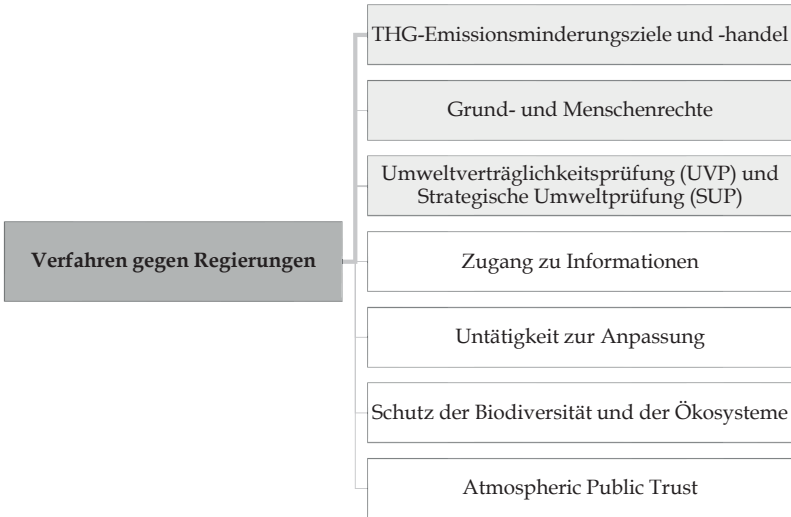 THG-Emissionsminderungsziele und -handel
Grund- und Menschenrechte
Umweltverträglichkeitsprüfung (UVP) und
Strategische Umweltprüfung (SUP)
Verfahren gegen Regierungen
Zugang zu Informationen
Untätigkeit zur Anpassung
Schutz der Biodiversität und der Ökosysteme
Atmospheric Public Trust